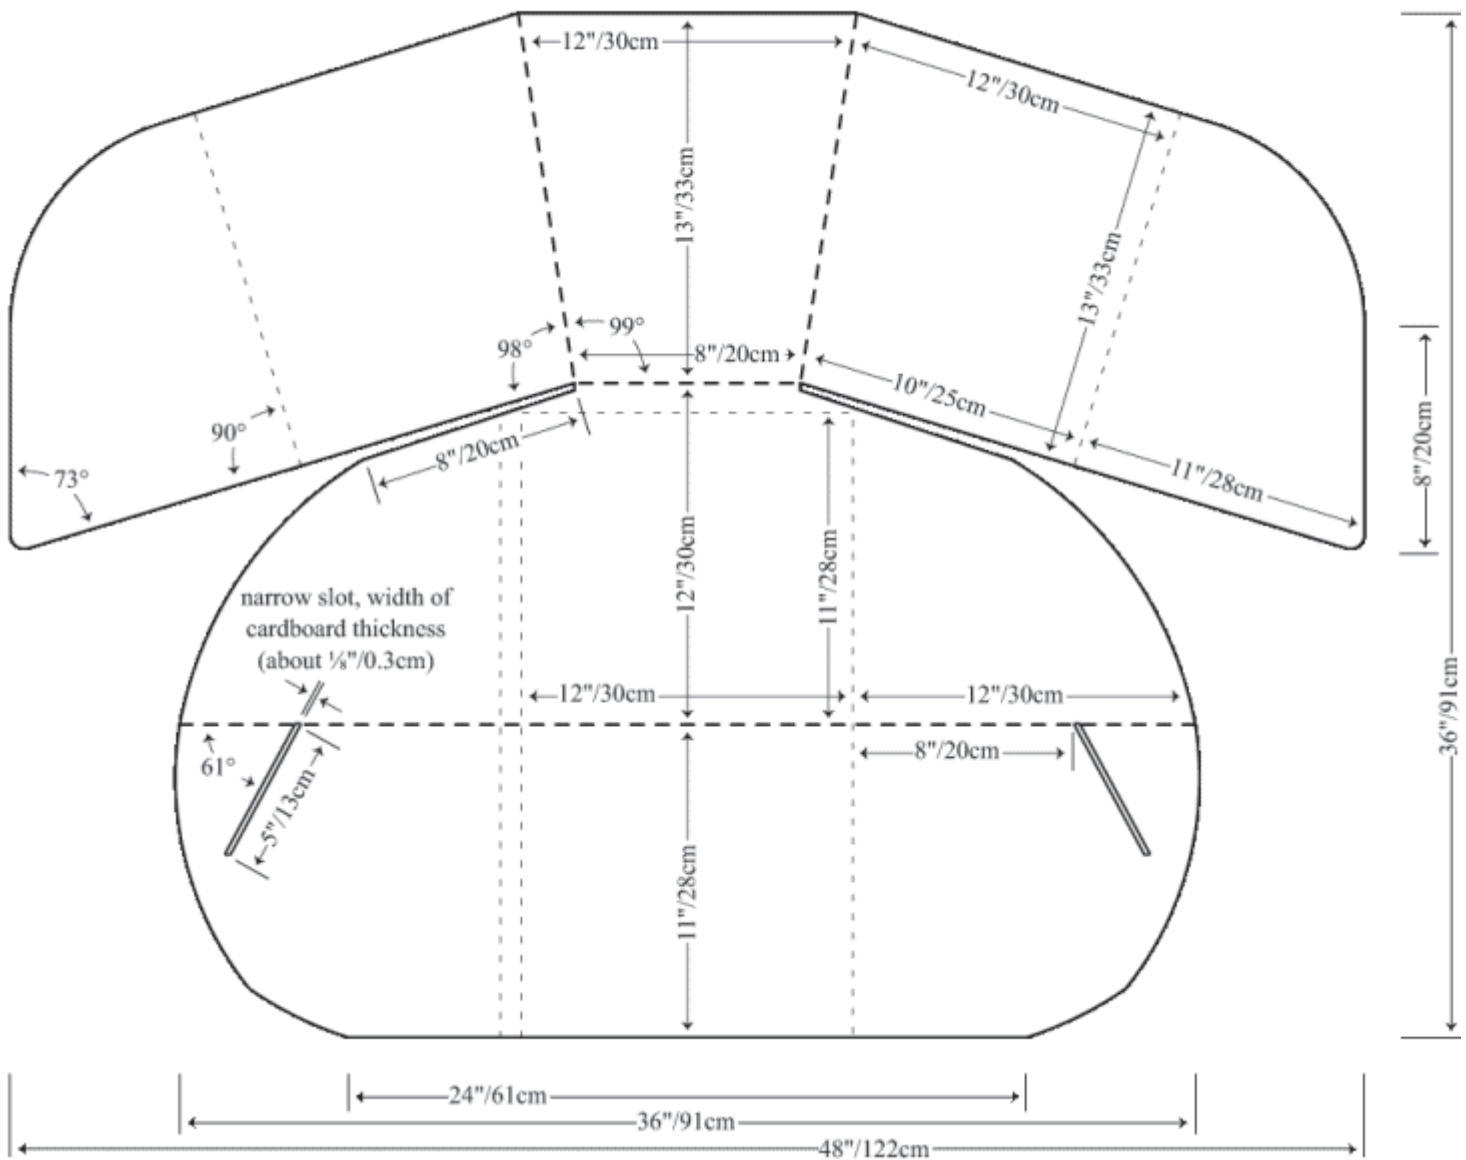 12"/30cm
12"/30cm
13"/33cm
13"/33cm
99°
98°
8"/20cm
10"/25cm
90°
8"/20cm
73°
11"/28cm
8"/20cm
12"/30cm
11"/28cm
narrow slot, width of
cardboard thickness
(about ⅛"/0.3cm)
12"/30cm
12"/30cm
36"/91cm
61°
8"/20cm
5"/13cm
11"/28cm
24"/61cm
36"/91cm
48"/122cm